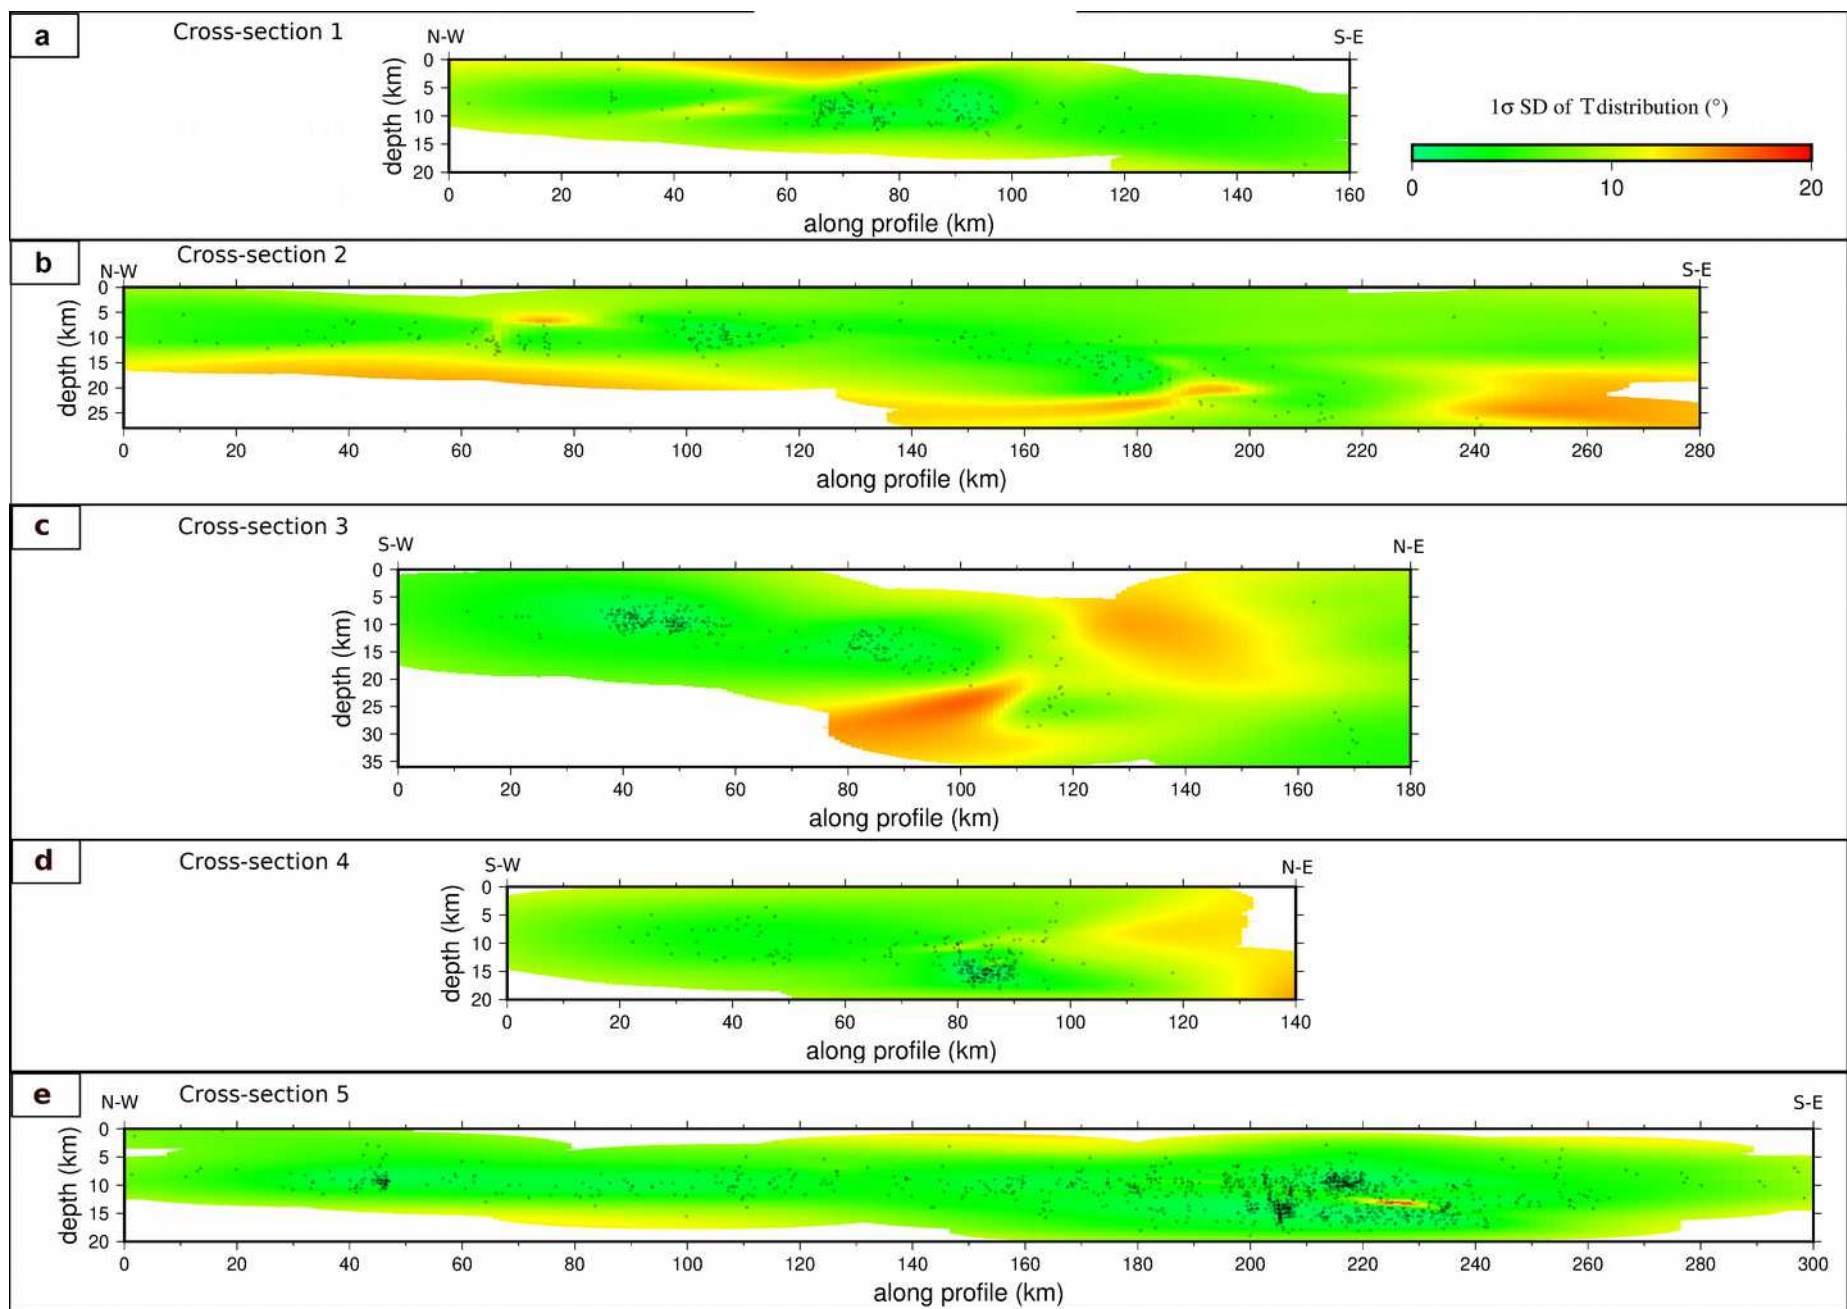 a
Cross-section 1
N-W
S-E
0
5
10
15
20
depth (km)
0 20 40 60 80 100 120 140 160
along profile (km)
1σ SD of T distribution (°)
0 10 20
b
Cross-section 2
N-W
S-E
0
5
10
15
20
25
depth (km)
0 20 40 60 80 100 120 140 160 180 200 220 240 260 280
along profile (km)
c
Cross-section 3
S-W
N-E
0
5
10
15
20
25
30
35
depth (km)
0 20 40 60 80 100 120 140 160 180
along profile (km)
d
Cross-section 4
S-W
N-E
0
5
10
15
20
depth (km)
0 20 40 60 80 100 120 140
along profile (km)
e
Cross-section 5
N-W
S-E
0
5
10
15
20
depth (km)
0 20 40 60 80 100 120 140 160 180 200 220 240 260 280 300
along profile (km)